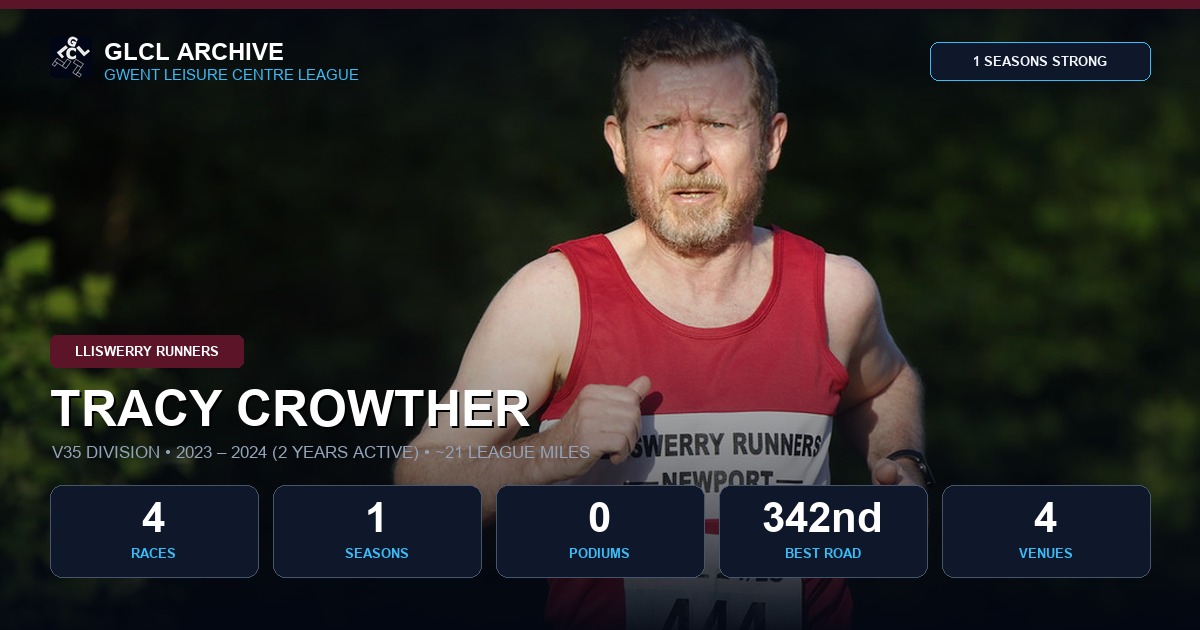 GLCL ARCHIVE
GWENT LEISURE CENTRE LEAGUE
1 SEASONS STRONG
LLISWERRY RUNNERS
TRACY CROWTHER
V35 DIVISION • 2023 – 2024 (2 YEARS ACTIVE) • ~21 LEAGUE MILES
SWERRY RUNNERS
NEWPORT
4
RACES
1
SEASONS
0
PODIUMS
342nd
BEST ROAD
4
VENUES
444